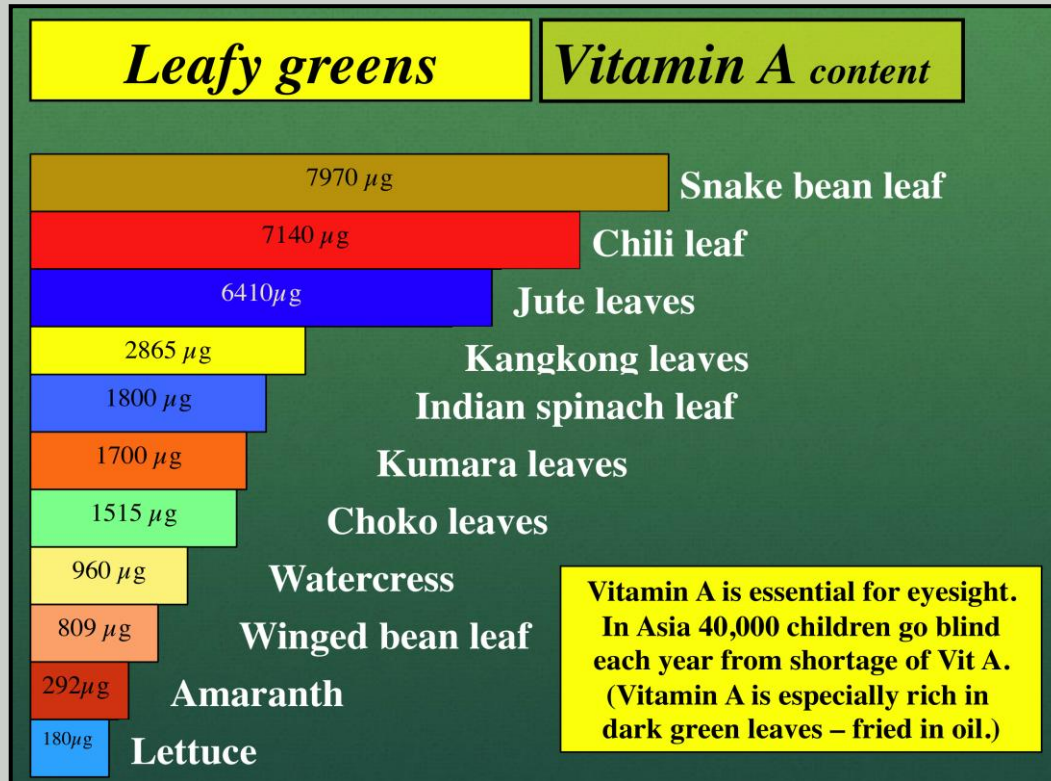 Leafy greens
Vitamin A content
7970 µg
Snake bean leaf
7140 µg
Chili leaf
6410µg
Jute leaves
2865 µg
Kangkong leaves
1800 µg
Indian spinach leaf
1700 µg
Kumara leaves
1515 µg
Choko leaves
960 µg
Watercress
809 µg
Winged bean leaf
292µg
Amaranth
180µg
Lettuce
Vitamin A is essential for eyesight.
In Asia 40,000 children go blind
each year from shortage of Vit A.
(Vitamin A is especially rich in
dark green leaves – fried in oil.)